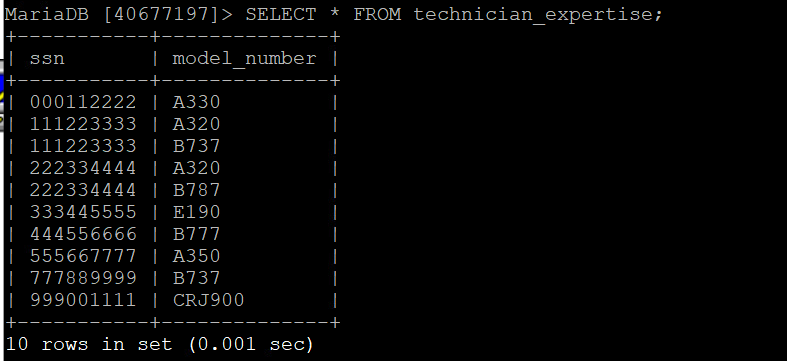 MariaDB [40677197]> SELECT * FROM technician_expertise;
+-----------+--------------+
| ssn       | model_number |
+-----------+--------------+
| 000112222 | A330         |
| 111223333 | A320         |
| 111223333 | B737         |
| 222334444 | A320         |
| 222334444 | B787         |
| 333445555 | E190         |
| 444556666 | B777         |
| 555667777 | A350         |
| 777889999 | B737         |
| 999001111 | CRJ900       |
+-----------+--------------+
10 rows in set (0.001 sec)